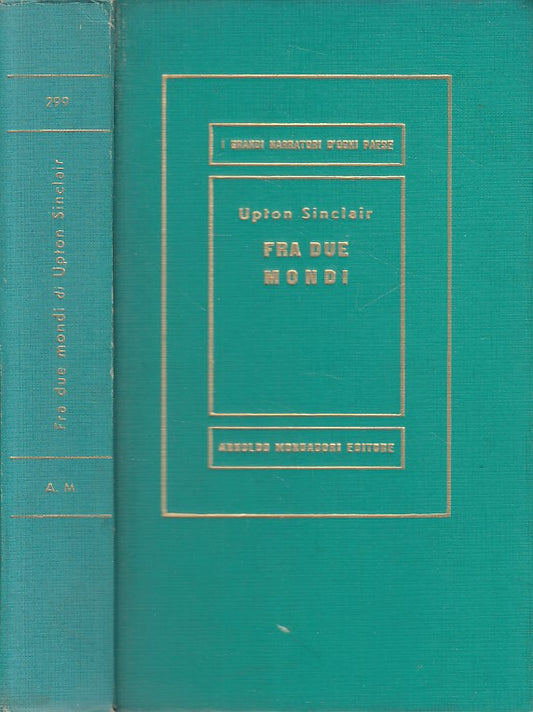 299
Fra due mondi di Upton Sinclair
A. M
I GRANDI NARRATORI D'OGNI PAESE
Upton Sinclair
FRA DUE
MONDI
ARNOLDO MONDADORI EDITORE